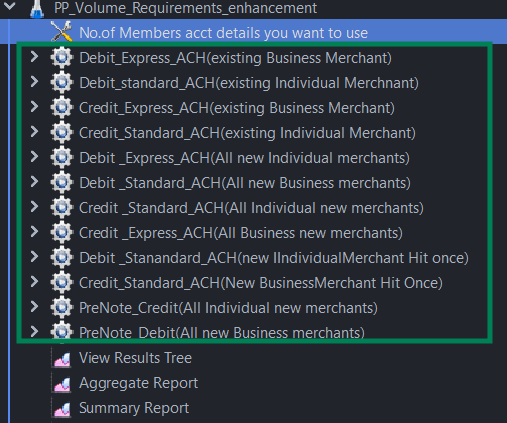 PP_Volume_Requirements_enhancement
No.of Members acct details you want to use
Debit_Express_ACH(existing Business Merchant)
Debit_standard_ACH(existing Individual Merchnant)
Credit_Express_ACH(existing Business Merchant)
Credit_Standard_ACH(existing Individual Merchant)
Debit _Express_ACH(All new Individual merchants)
Debit _Standard_ACH(All new Business merchants)
Credit _Standard_ACH(All Individual new merchants)
Credit _Express_ACH(All Business new merchants)
Debit _Stanandard_ACH(new IIndividualMerchant Hit once)
Credit_Standard_ACH(New BusinessMerchant Hit Once)
PreNote_Credit(All Individual new merchants)
PreNote_Debit(All new Business merchants)
View Results Tree
Aggregate Report
Summary Report